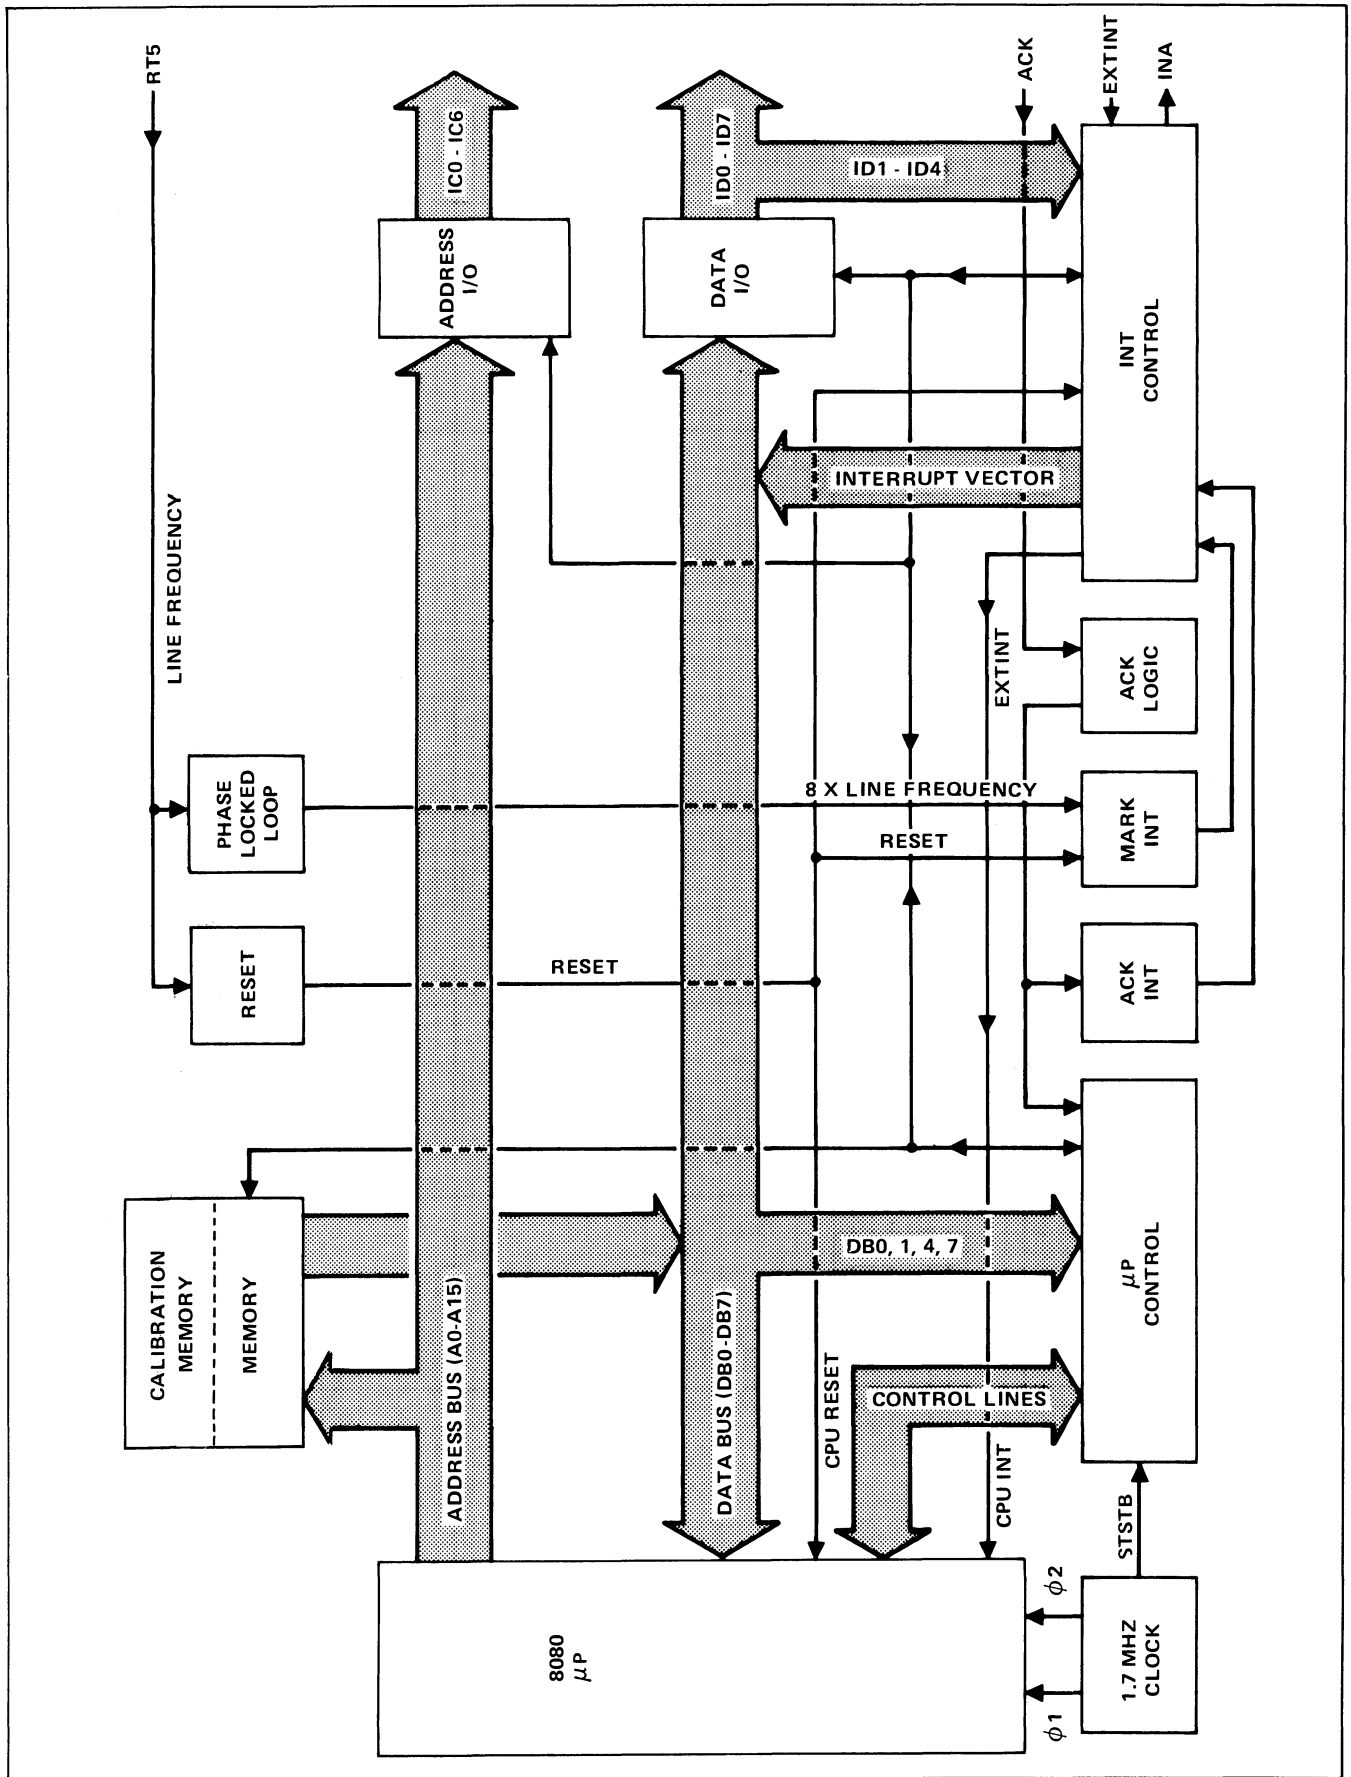 RT5
LINE FREQUENCY
PHASE
LOCKED
LOOP
RESET
CALIBRATION
MEMORY
MEMORY
IC0 - IC6
ADDRESS
I/O
ADDRESS BUS (A0-A15)
ID0 - ID7
ID1 - ID4
DATA
I/O
RESET
DATA BUS (DB0-DB7)
DB0, 1, 4, 7
INTERRUPT VECTOR
8 X LINE FREQUENCY
RESET
CPU RESET
CONTROL LINES
EXTINT
CPU INT
ACK
EXTINT
INA
INT
CONTROL
ACK
LOGIC
MARK
INT
ACK
INT
μP
CONTROL
STSTB
8080
μP
ϕ1
ϕ2
1.7 MHZ
CLOCK